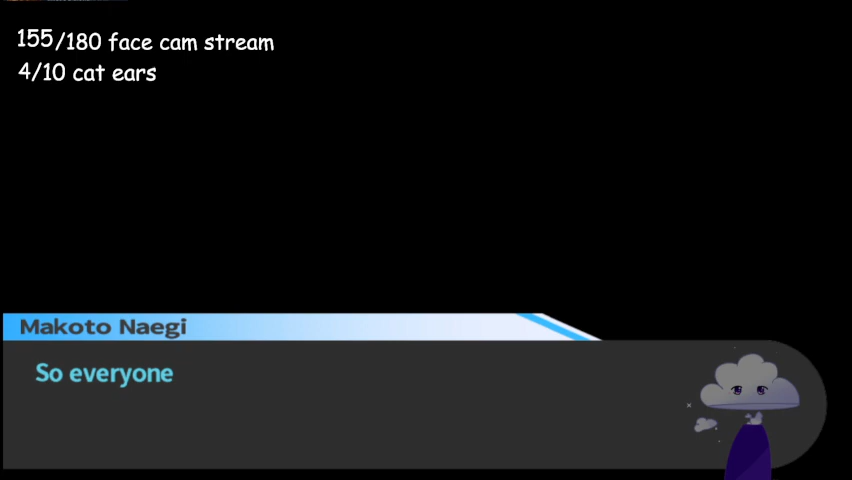 155/180 face cam stream
4/10 cat ears
Makoto Naegi
So everyone